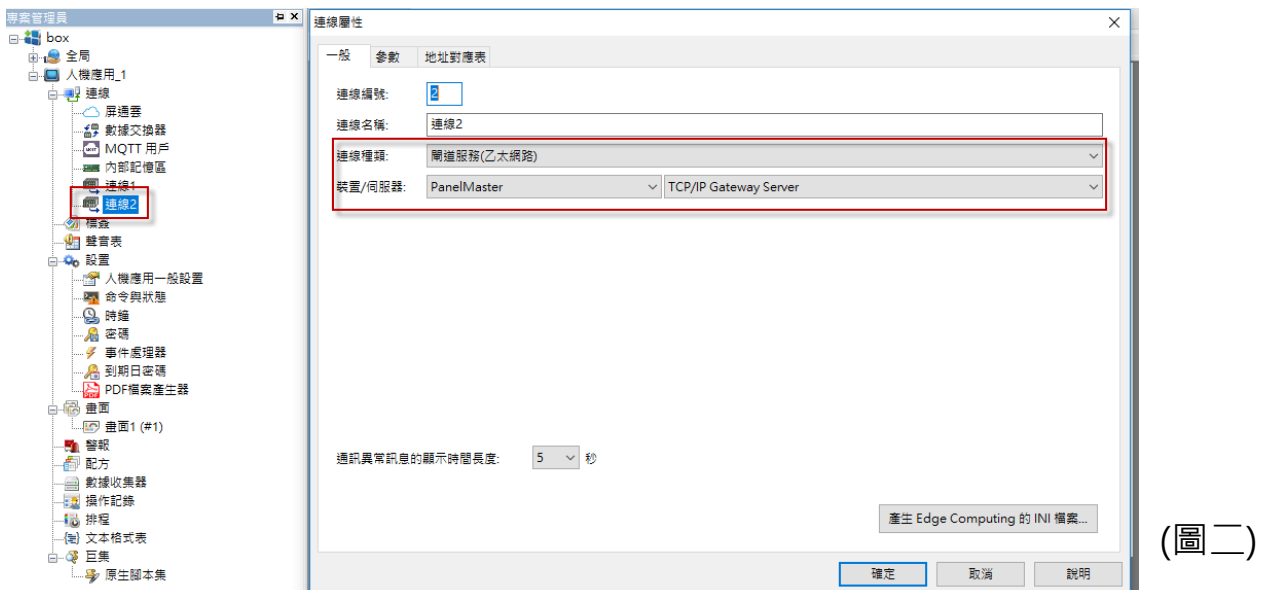 專案管理員
box
全局
人機應用_1
連線
屏通雲
數據交換器
MQTT 用戶
內部記憶區
連線1
連線2
標籤
聲音表
設置
人機應用一般設置
命令與狀態
時鐘
密碼
事件處理器
到期日密碼
PDF檔案產生器
畫面
畫面1 (#1)
警報
配方
數據收集器
操作記錄
排程
文本格式表
巨集
原生腳本集
連線屬性
一般 參數 地址對應表
連線編號: 2
連線名稱: 連線2
連線種類: 閘道服務(乙太網路)
裝置/伺服器: PanelMaster TCP/IP Gateway Server
通訊異常訊息的顯示時間長度: 5 秒
產生 Edge Computing 的 INI 檔案...
確定 取消 說明
(圖二)